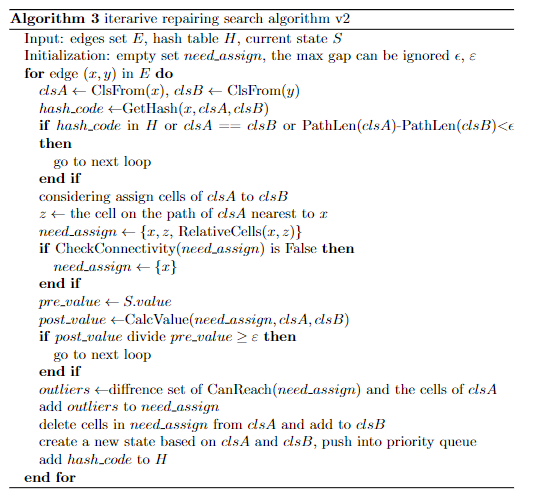 Algorithm 3 iterarive repairing search algorithm v2
Input: edges set E, hash table H, current state S
Initialization: empty set need_assign, the max gap can be ignored ϵ, ε
for edge (x, y) in E do
clsA ← ClsFrom(x), clsB ← ClsFrom(y)
hash_code ←GetHash(x, clsA, clsB)
if hash_code in H or clsA == clsB or PathLen(clsA)-PathLen(clsB)<ϵ
then
go to next loop
end if
considering assign cells of clsA to clsB
z ← the cell on the path of clsA nearest to x
need_assign ← {x, z, RelativeCells(x, z)}
if CheckConnectivity(need_assign) is False then
need_assign ← {x}
end if
pre_value ← S.value
post_value ←CalcValue(need_assign, clsA, clsB)
if post_value divide pre_value ≥ ε then
go to next loop
end if
outliers ←diffrence set of CanReach(need_assign) and the cells of clsA
add outliers to need_assign
delete cells in need_assign from clsA and add to clsB
create a new state based on clsA and clsB, push into priority queue
add hash_code to H
end for